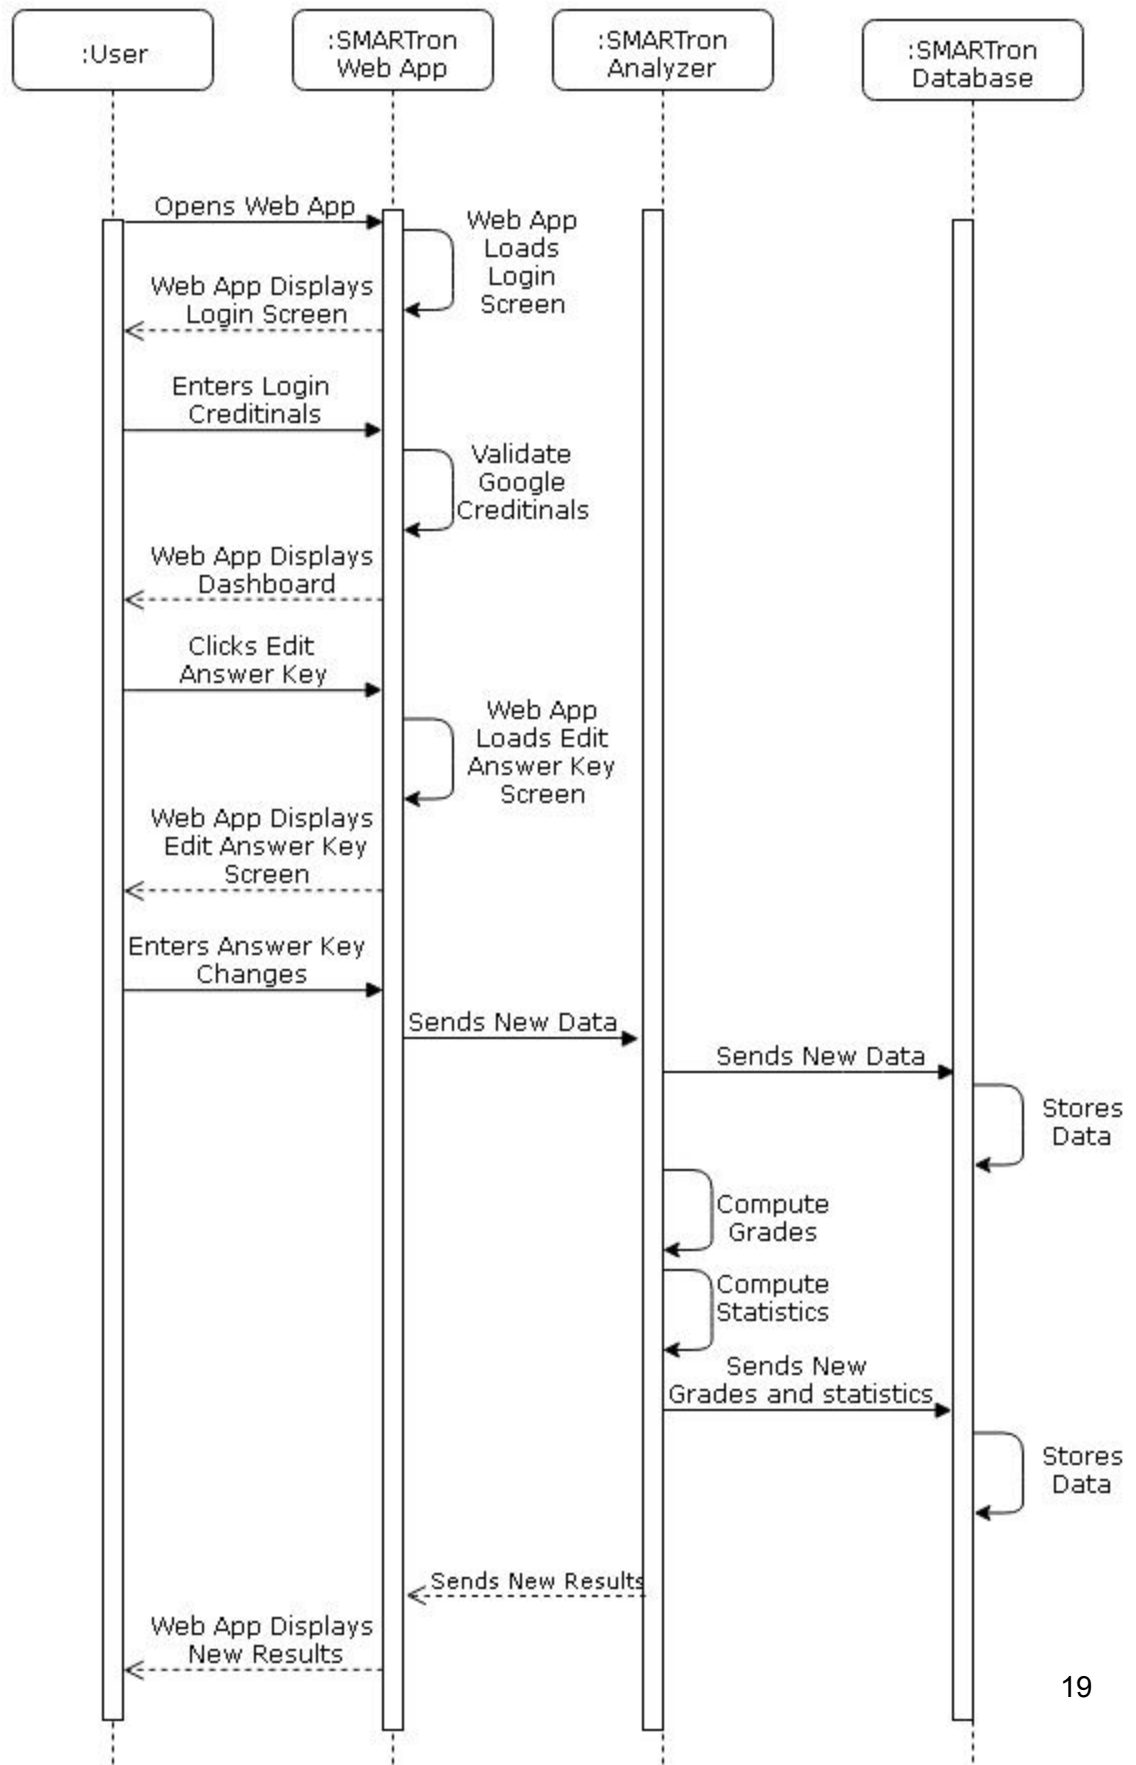 :User
:SMARTron
Web App
:SMARTron
Analyzer
:SMARTron
Database
Opens Web App
Web App
Loads
Login
Screen
Web App Displays
Login Screen
Enters Login
Creditinals
Validate
Google
Creditinals
Web App Displays
Dashboard
Clicks Edit
Answer Key
Web App
Loads Edit
Answer Key
Screen
Web App Displays
Edit Answer Key
Screen
Enters Answer Key
Changes
Sends New Data
Sends New Data
Stores
Data
Compute
Grades
Compute
Statistics
Sends New
Grades and statistics
Stores
Data
Sends New Results
Web App Displays
New Results
19